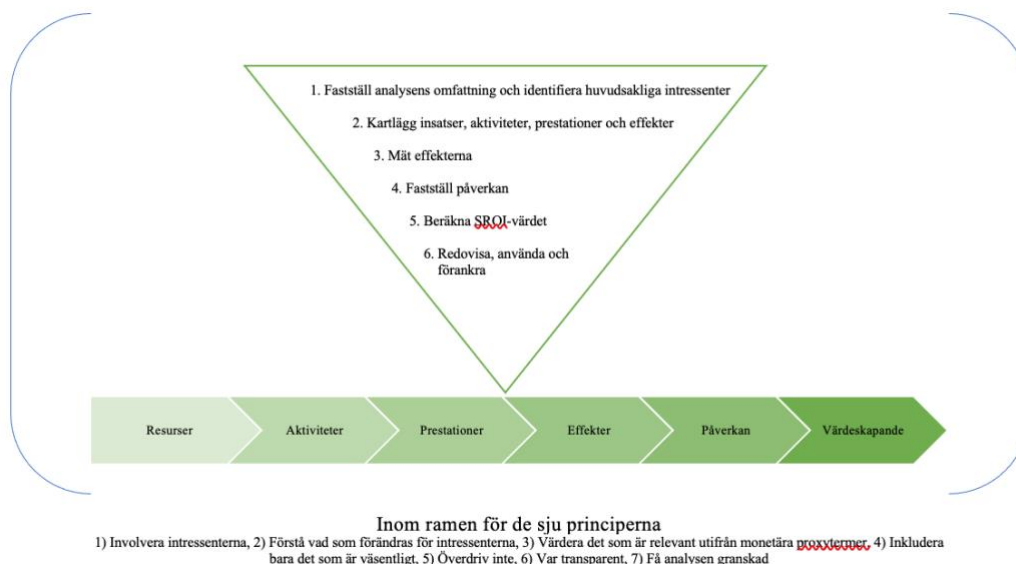 1. Fastställ analysens omfattning och identifiera huvudsakliga intressenter
2. Kartlägg insatser, aktiviteter, prestationer och effekter
3. Mät effekterna
4. Fastställ påverkan
5. Beräkna SROI-värdet
6. Redovisa, använda och
förankra
Resurser
Aktiviteter
Prestationer
Effekter
Påverkan
Värdeskapande
Inom ramen för de sju principerna
1) Involvera intressenterna, 2) Förstå vad som förändras för intressenterna, 3) Värdera det som är relevant utifrån monetära proxytermer, 4) Inkludera
bara det som är väsentligt, 5) Överdriv inte, 6) Var transparent, 7) Få analysen granskad